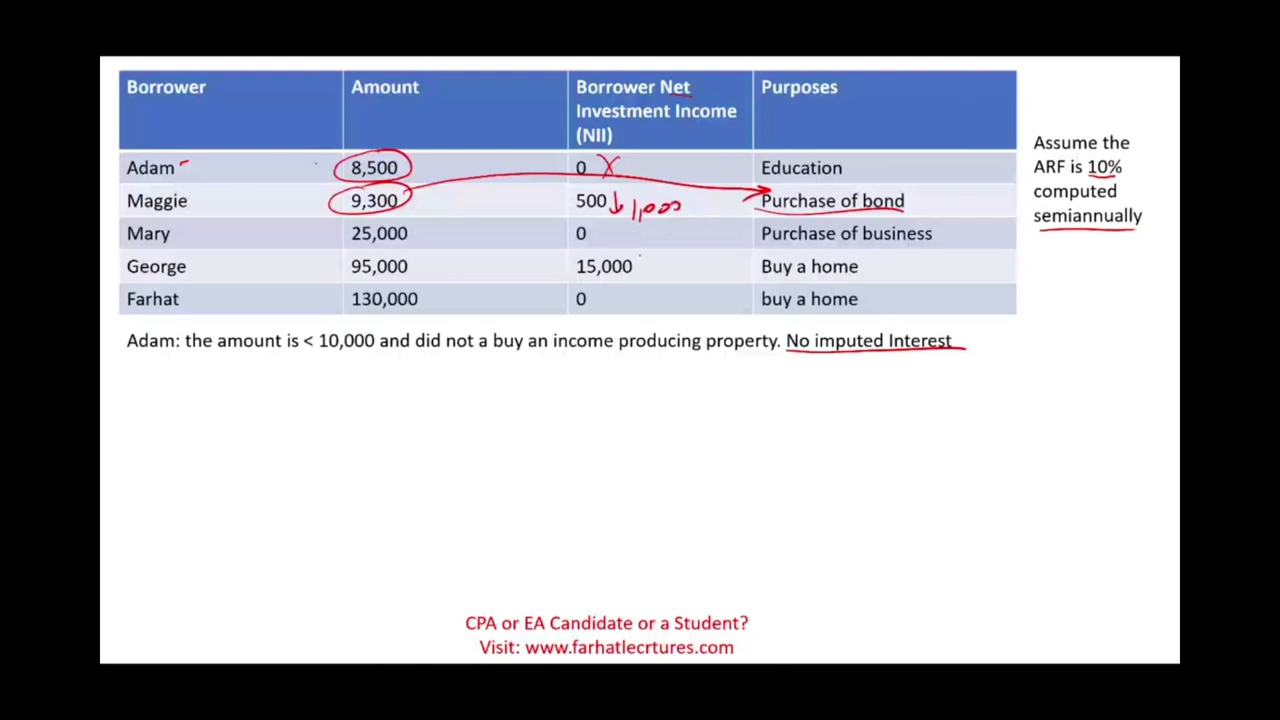 Borrower Amount Borrower Net Investment Income (NII) Purposes
Adam 8,500 0 Education
Maggie 9,300 500 1,000 Purchase of bond
Mary 25,000 0 Purchase of business
George 95,000 15,000 Buy a home
Farhat 130,000 0 buy a home
Assume the
ARF is 10%
computed
semiannually
Adam: the amount is < 10,000 and did not a buy an income producing property. No imputed Interest
CPA or EA Candidate or a Student?
Visit: www.farhatlecrtures.com